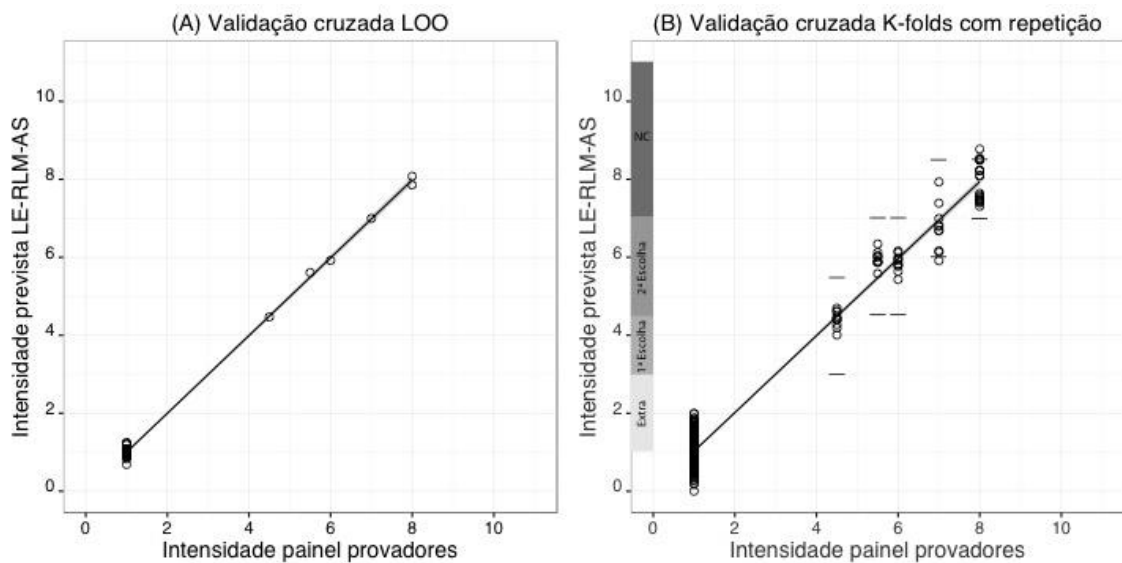 (A) Validação cruzada LOO
Intensidade prevista LE-RLM-AS
10
8
6
4
2
0
0 2 4 6 8 10
Intensidade painel provadores
(B) Validação cruzada K-folds com repetição
Intensidade prevista LE-RLM-AS
10
8
6
4
2
0
NC
2ª Escolha
1ª Escolha
Extra
0 2 4 6 8 10
Intensidade painel provadores